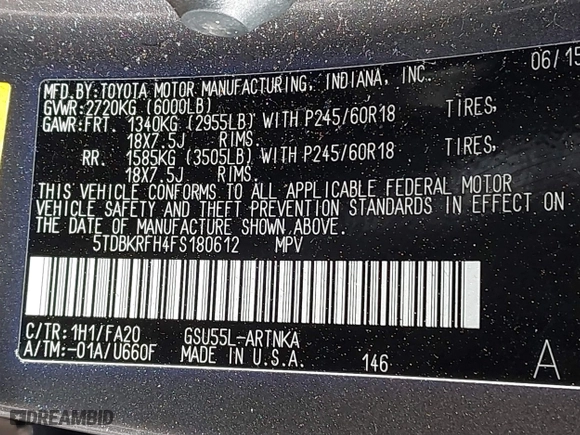 MFD.BY:TOYOTA MOTOR MANUFACTURING, INDIANA, INC. 06/15
GVWR:2720KG (6000LB)
GAWR:FRT. 1340KG (2955LB) WITH P245/60R18 TIRES,
18X7.5J RIMS.
RR. 1585KG (3505LB) WITH P245/60R18 TIRES,
18X7.5J RIMS.
THIS VEHICLE CONFORMS TO ALL APPLICABLE FEDERAL MOTOR
VEHICLE SAFETY AND THEFT PREVENTION STANDARDS IN EFFECT ON
THE DATE OF MANUFACTURE SHOWN ABOVE.
5TDBKRFH4FS180612 MPV
C/TR: 1H1/FA20 GSU55L-ARTNKA
A/TM:-01A/U660F MADE IN U.S.A. 146 A
DREAMBID